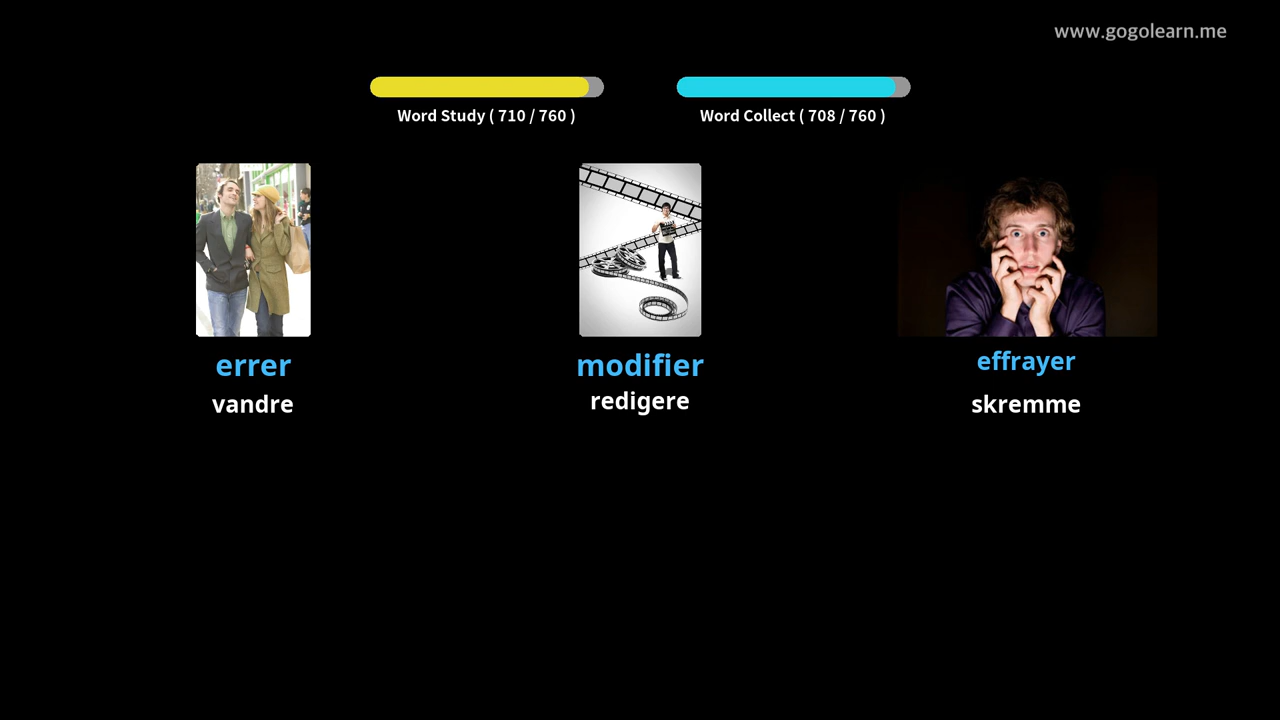 www.gogolearn.me
Word Study ( 710 / 760 )
Word Collect ( 708 / 760 )
errer
vandre
modifier
redigere
effrayer
skremme